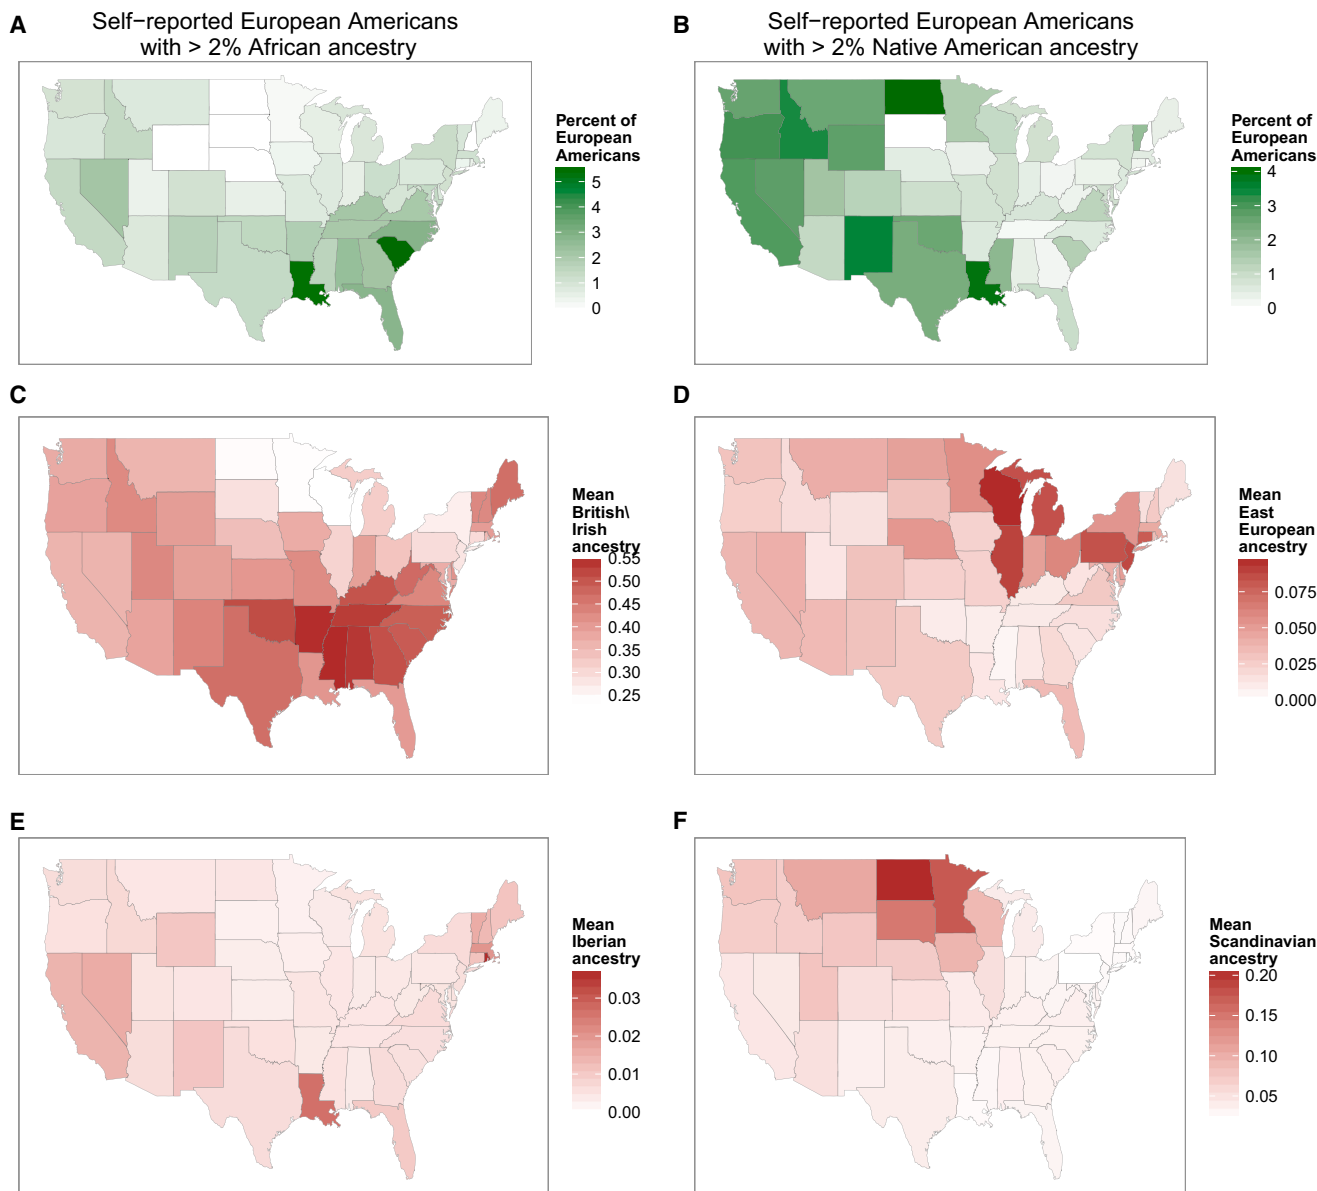 A
Self−reported European Americans
with > 2% African ancestry
Percent of
European
Americans
5
4
3
2
1
0
B
Self−reported European Americans
with > 2% Native American ancestry
Percent of
European
Americans
4
3
2
1
0
C
Mean
British\
Irish
ancestry
0.55
0.50
0.45
0.40
0.35
0.30
0.25
D
Mean
East
European
ancestry
0.075
0.050
0.025
0.000
E
Mean
Iberian
ancestry
0.03
0.02
0.01
0.00
F
Mean
Scandinavian
ancestry
0.20
0.15
0.10
0.05